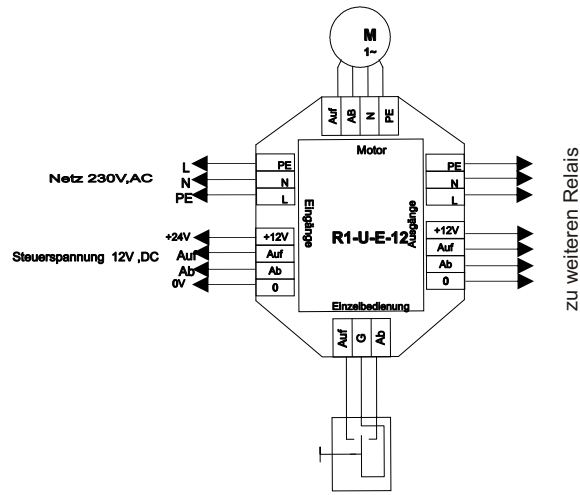 M
1~
Auf AB N PE
Motor
Netz 230V,AC
L PE
N N
PE L
Eingänge
R1-U-E-12
Ausgänge
PE
N
L
zu weiteren Relais
Steuerspannung 12V ,DC
+24V +12V
Auf Auf
Ab Ab
0V 0
+12V
Auf
Ab
0
Einzelbedienung
Auf G Ab